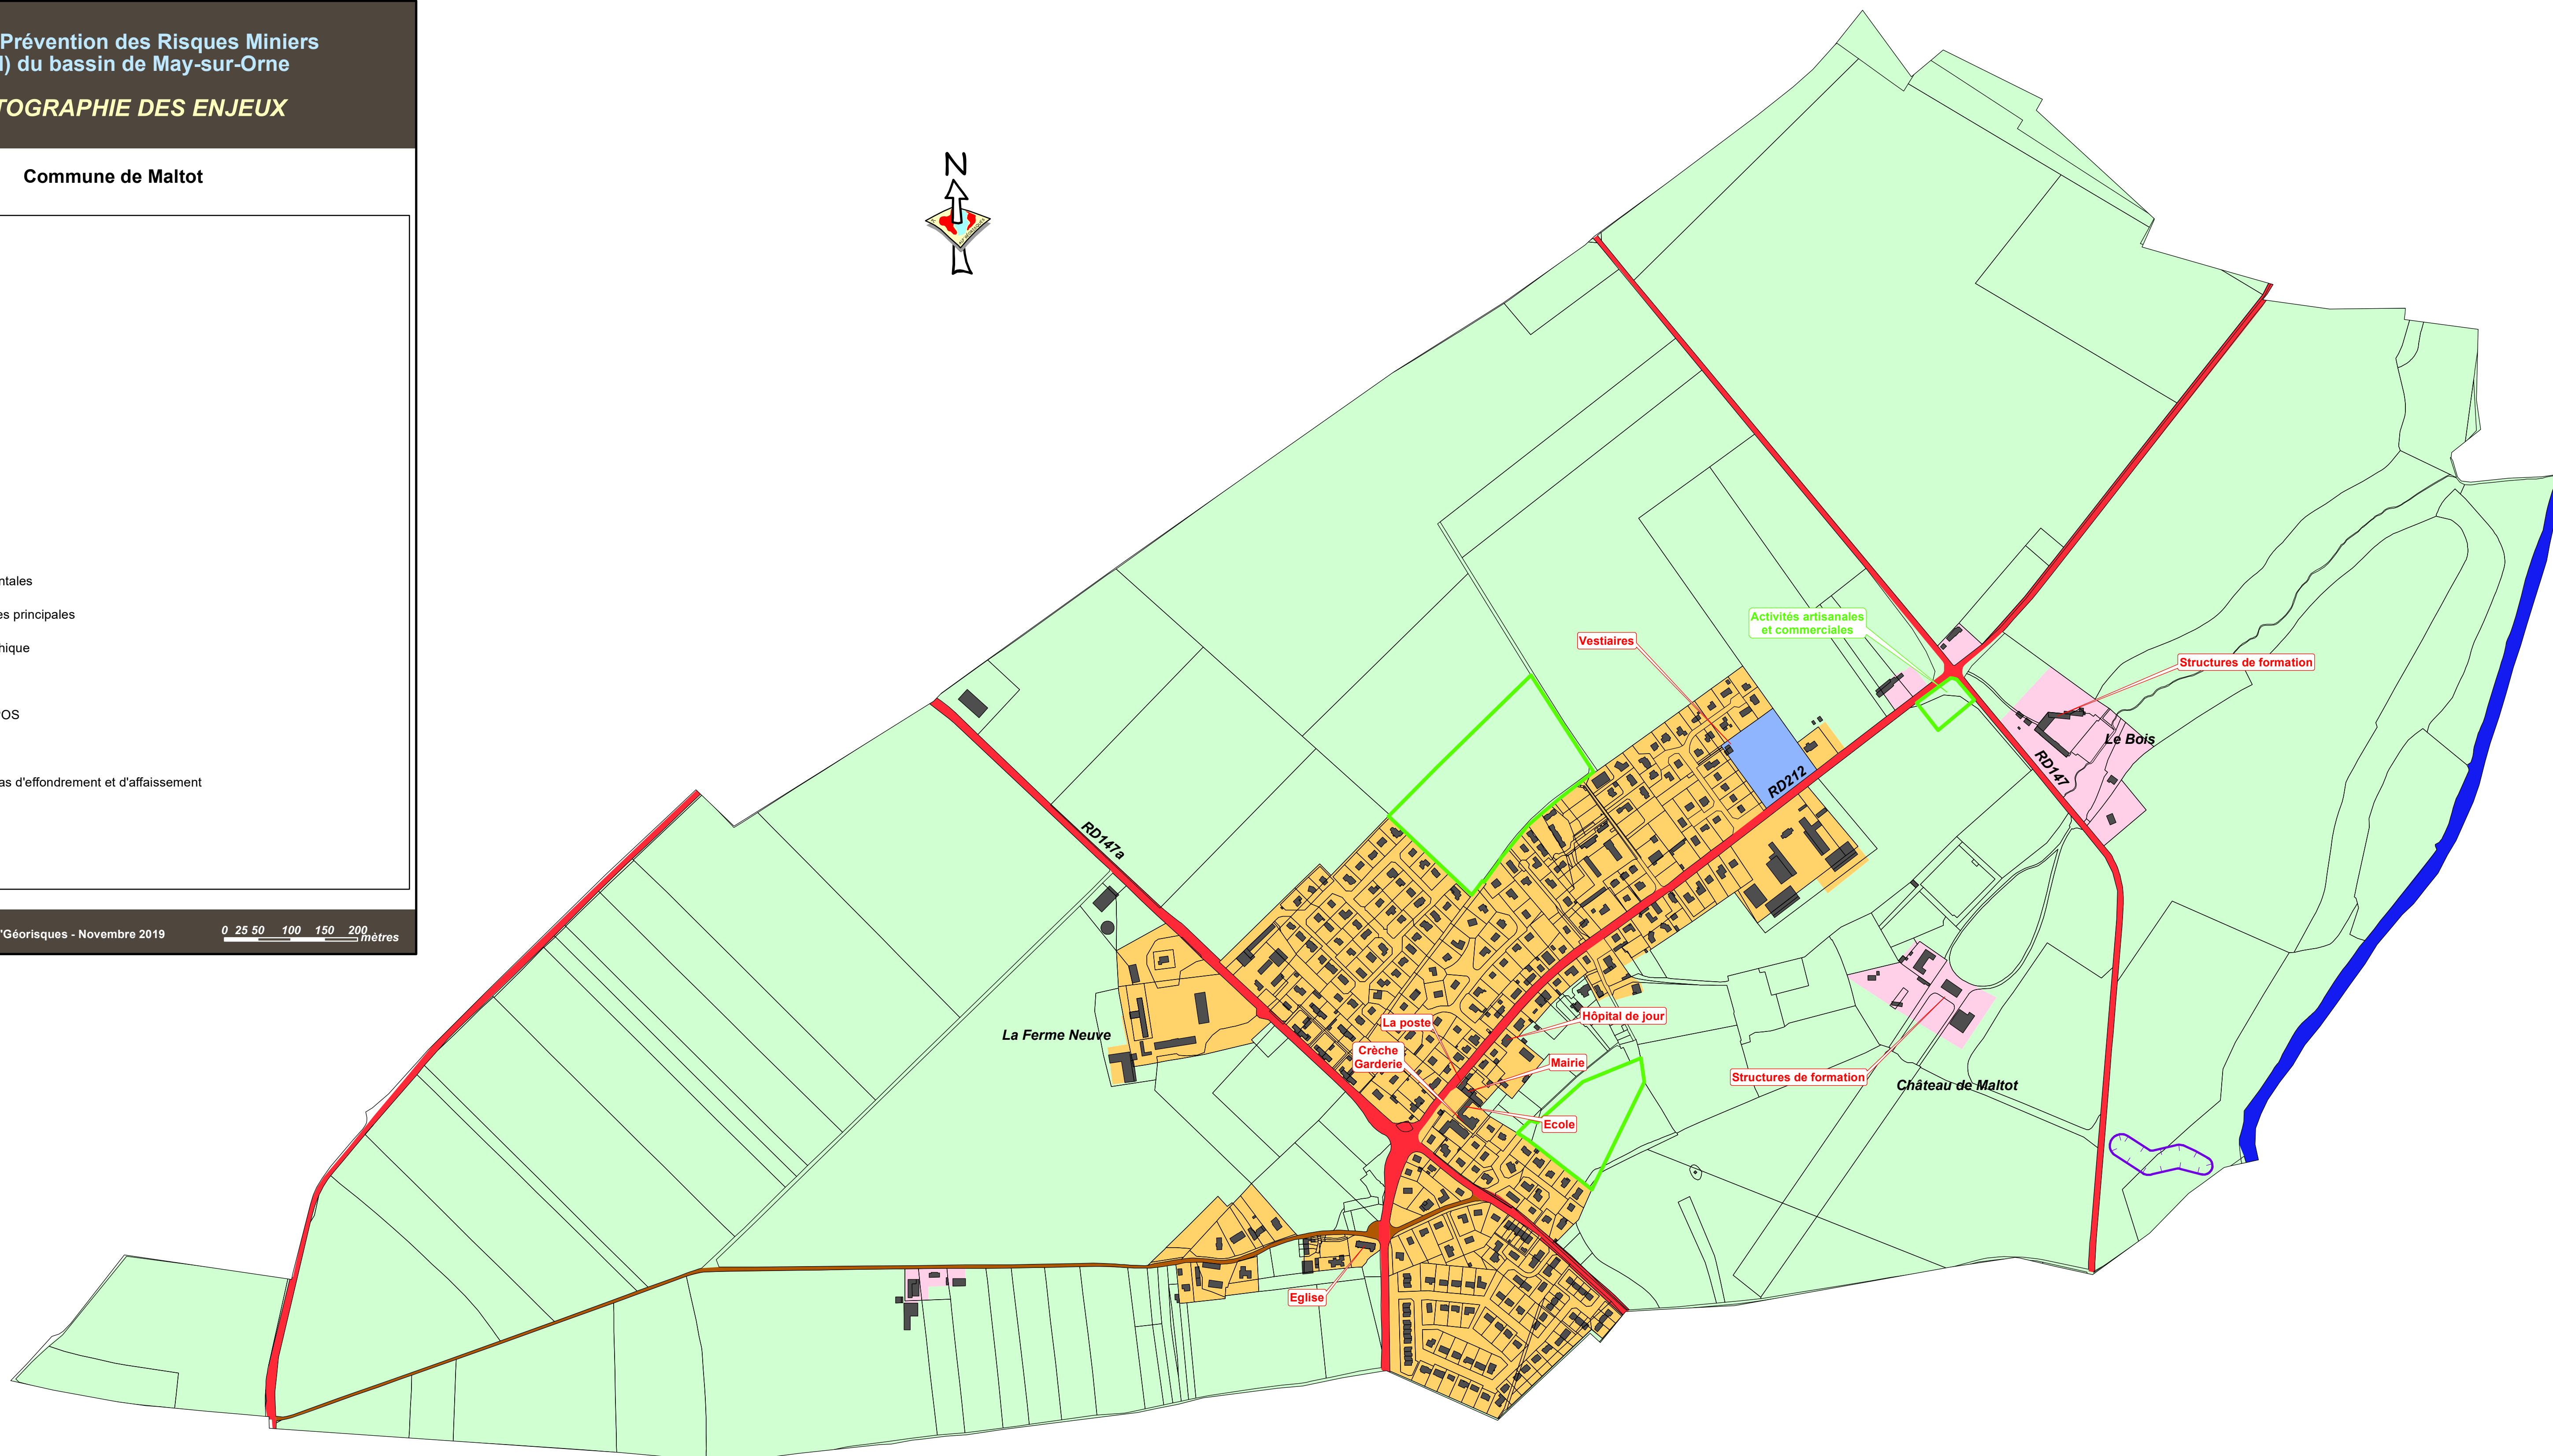 Prévention des Risques Miniers
) du bassin de May-sur-Orne
TOGRAPHIE DES ENJEUX
Commune de Maltot
ntales
es principales
hique
OS
as d'effondrement et d'affaissement
'Géorisques - Novembre 2019
0 25 50 100 150 200
mètres
N
Activités artisanales
et commerciales
Vestiaires
Structures de formation
Le Bois
RD147
RD212
RD147a
La Ferme Neuve
La poste
Hôpital de jour
Crèche
Garderie
Mairie
Structures de formation
Château de Maltot
Ecole
Eglise